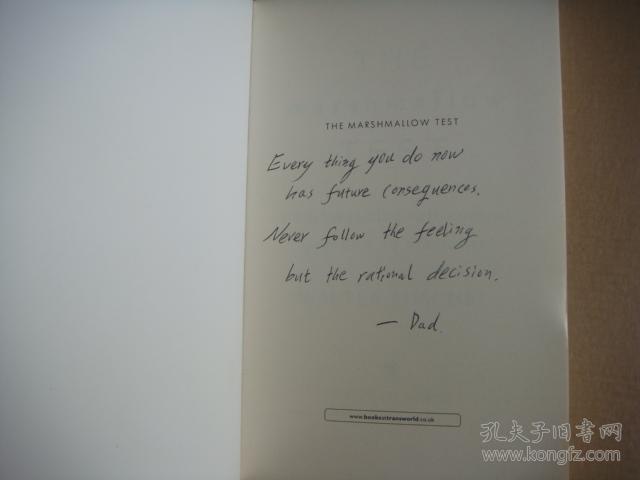 THE MARSHMALLOW TEST
Every thing you do now
has future consequences.
Never follow the feeling
but the rational decision.
— Dad.
www.booksattransworld.co.uk
孔夫子旧书网
www.kongfz.com